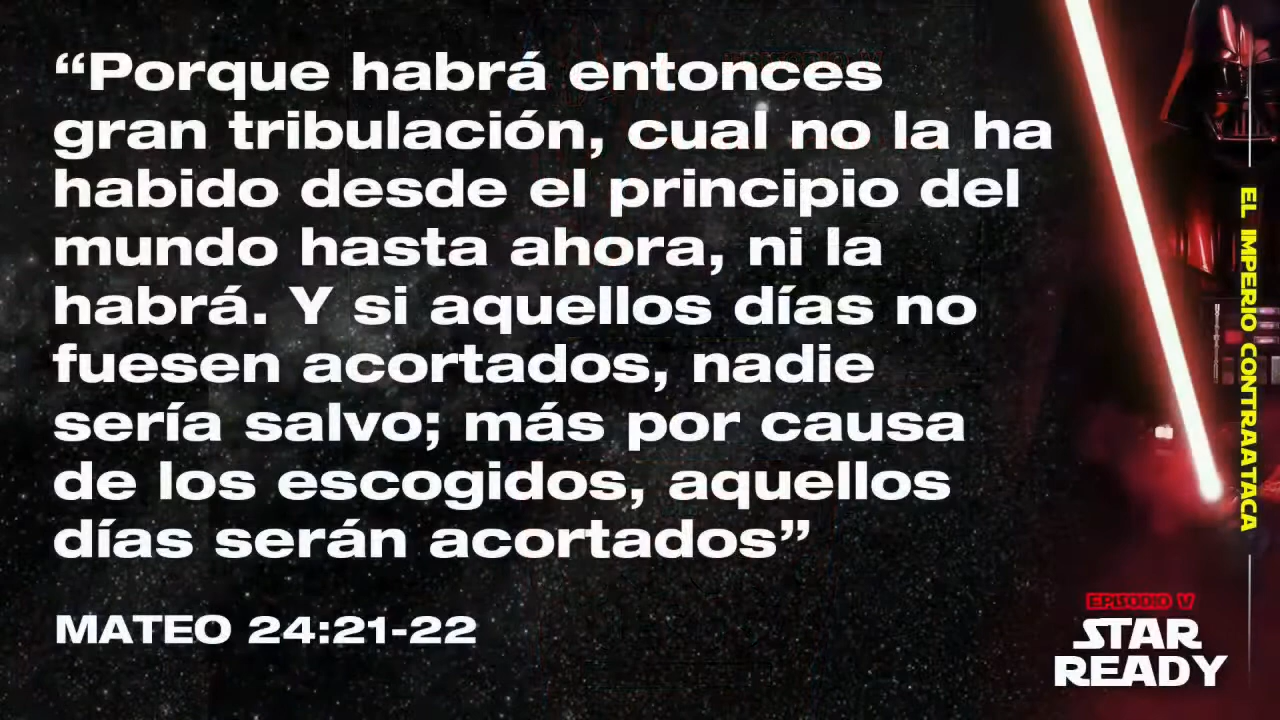 “Porque habrá entonces
gran tribulación, cual no la ha
habido desde el principio del
mundo hasta ahora, ni la
habrá. Y si aquellos días no
fuesen acortados, nadie
sería salvo; más por causa
de los escogidos, aquellos
días serán acortados”
MATEO 24:21-22
EL IMPERIO CONTRAATACA
EPISODIO V
STAR
READY